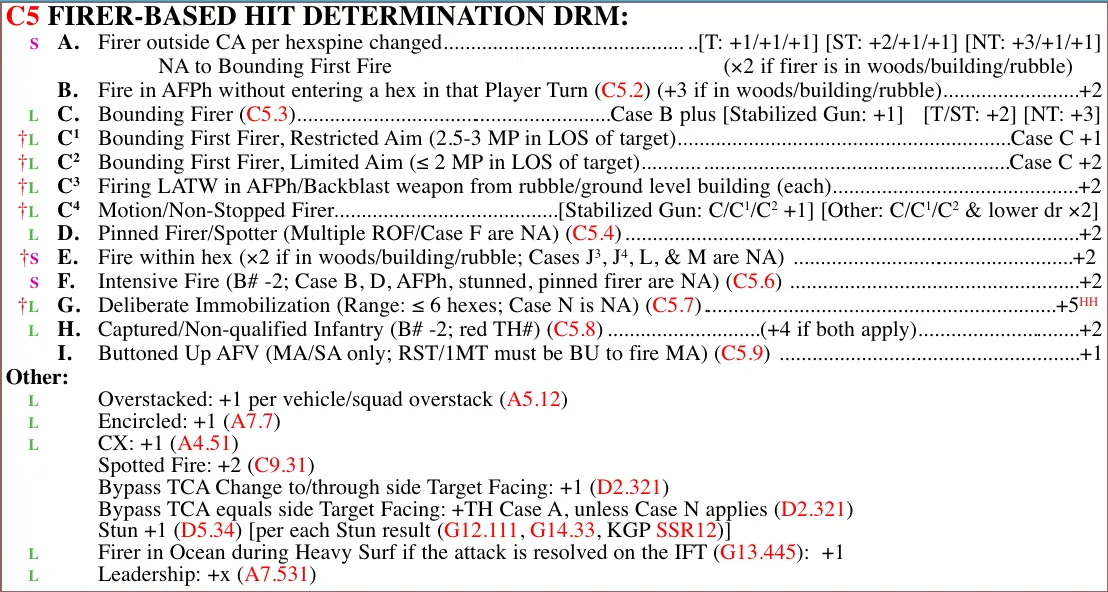 C5 FIRER-BASED HIT DETERMINATION DRM:
S A. Firer outside CA per hexspine changed..............................................[T: +1/+1/+1] [ST: +2/+1/+1] [NT: +3/+1/+1]
NA to Bounding First Fire (×2 if firer is in woods/building/rubble)
B. Fire in AFPh without entering a hex in that Player Turn (C5.2) (+3 if in woods/building/rubble).........................+2
L C. Bounding Firer (C5.3)..........................................................Case B plus [Stabilized Gun: +1] [T/ST: +2] [NT: +3]
†L C¹ Bounding First Firer, Restricted Aim (2.5-3 MP in LOS of target).............................................................Case C +1
†L C² Bounding First Firer, Limited Aim (≤ 2 MP in LOS of target)....................................................................Case C +2
†L C³ Firing LATW in AFPh/Backblast weapon from rubble/ground level building (each).............................................+2
†L C⁴ Motion/Non-Stopped Firer.........................................[Stabilized Gun: C/C¹/C² +1] [Other: C/C¹/C² & lower dr ×2]
L D. Pinned Firer/Spotter (Multiple ROF/Case F are NA) (C5.4)...................................................................................+2
†S E. Fire within hex (×2 if in woods/building/rubble; Cases J³, J⁴, L, & M are NA) ...................................................+2
S F. Intensive Fire (B# -2; Case B, D, AFPh, stunned, pinned firer are NA) (C5.6) .....................................................+2
†L G. Deliberate Immobilization (Range: ≤ 6 hexes; Case N is NA) (C5.7)................................................................+5ᴴᴴ
L H. Captured/Non-qualified Infantry (B# -2; red TH#) (C5.8) ............................(+4 if both apply).............................+2
I. Buttoned Up AFV (MA/SA only; RST/1MT must be BU to fire MA) (C5.9) ............................................................+1
Other:
L Overstacked: +1 per vehicle/squad overstack (A5.12)
L Encircled: +1 (A7.7)
L CX: +1 (A4.51)
Spotted Fire: +2 (C9.31)
Bypass TCA Change to/through side Target Facing: +1 (D2.321)
Bypass TCA equals side Target Facing: +TH Case A, unless Case N applies (D2.321)
Stun +1 (D5.34) [per each Stun result (G12.111, G14.33, KGP SSR12)]
L Firer in Ocean during Heavy Surf if the attack is resolved on the IFT (G13.445): +1
L Leadership: +x (A7.531)